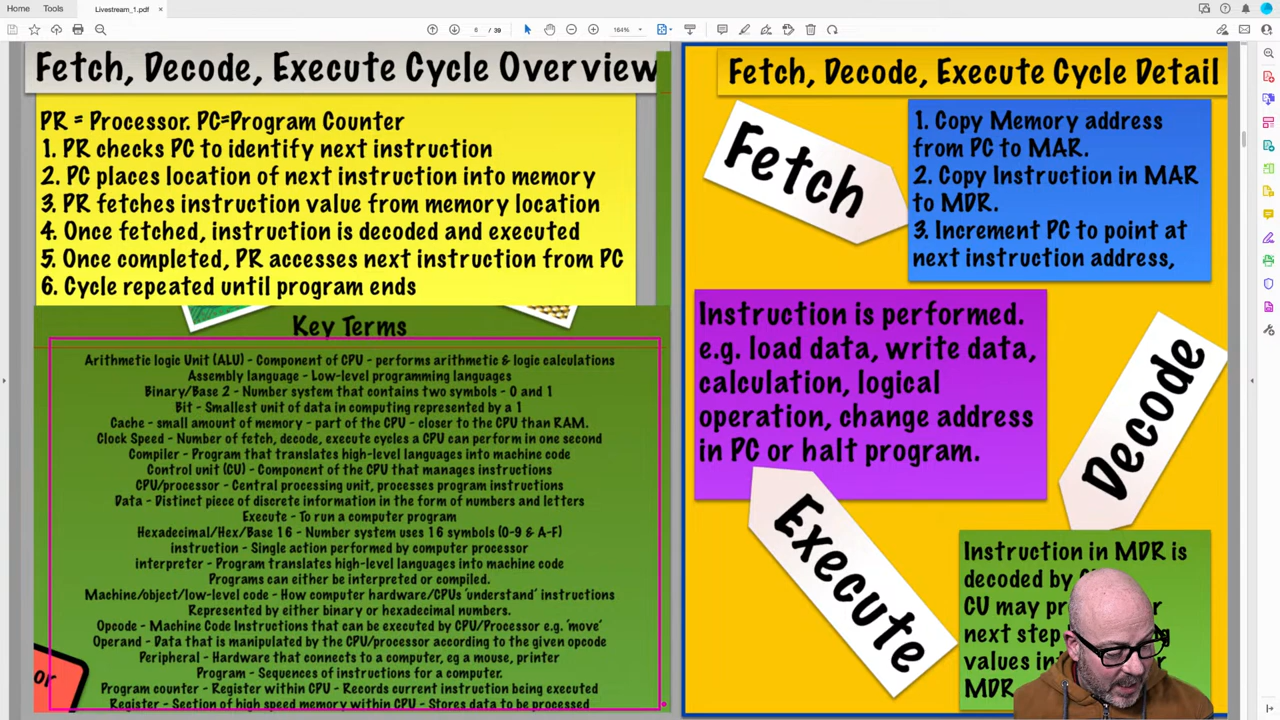 Home
Tools
Livestream_1.pdf
×
6 / 39
164%
Fetch, Decode, Execute Cycle Overview
PR = Processor. PC=Program Counter
1. PR checks PC to identify next instruction
2. PC places location of next instruction into memory
3. PR fetches instruction value from memory location
4. Once fetched, instruction is decoded and executed
5. Once completed, PR accesses next instruction from PC
6. Cycle repeated until program ends
Key Terms
Arithmetic logic Unit (ALU) - Component of CPU - performs arithmetic & logic calculations
Assembly language - Low-level programming languages
Binary/Base 2 - Number system that contains two symbols - 0 and 1
Bit - Smallest unit of data in computing represented by a 1
Cache - small amount of memory - part of the CPU - closer to the CPU than RAM.
Clock Speed - Number of fetch, decode, execute cycles a CPU can perform in one second
Compiler - Program that translates high-level languages into machine code
Control unit (CU) - Component of the CPU that manages instructions
CPU/processor - Central processing unit, processes program instructions
Data - Distinct piece of discrete information in the form of numbers and letters
Execute - To run a computer program
Hexadecimal/Hex/Base 16 - Number system uses 16 symbols (0-9 & A-F)
instruction - Single action performed by computer processor
interpreter - Program translates high-level languages into machine code
Programs can either be interpreted or compiled.
Machine/object/low-level code - How computer hardware/CPUs 'understand' instructions
Represented by either binary or hexadecimal numbers.
Opcode - Machine Code Instructions that can be executed by CPU/Processor e.g. 'move'
Operand - Data that is manipulated by the CPU/processor according to the given opcode
Peripheral - Hardware that connects to a computer, eg a mouse, printer
Program - Sequences of instructions for a computer.
Program counter - Register within CPU - Records current instruction being executed
Register - Section of high speed memory within CPU - Stores data to be processed
or
Fetch, Decode, Execute Cycle Detail
Fetch
1. Copy Memory address
from PC to MAR.
2. Copy Instruction in MAR
to MDR.
3. Increment PC to point at
next instruction address,
Instruction is performed.
e.g. load data, write data,
calculation, logical
operation, change address
in PC or halt program.
Decode
Execute
Instruction in MDR is
decoded by
CU may
next step
values
MDR